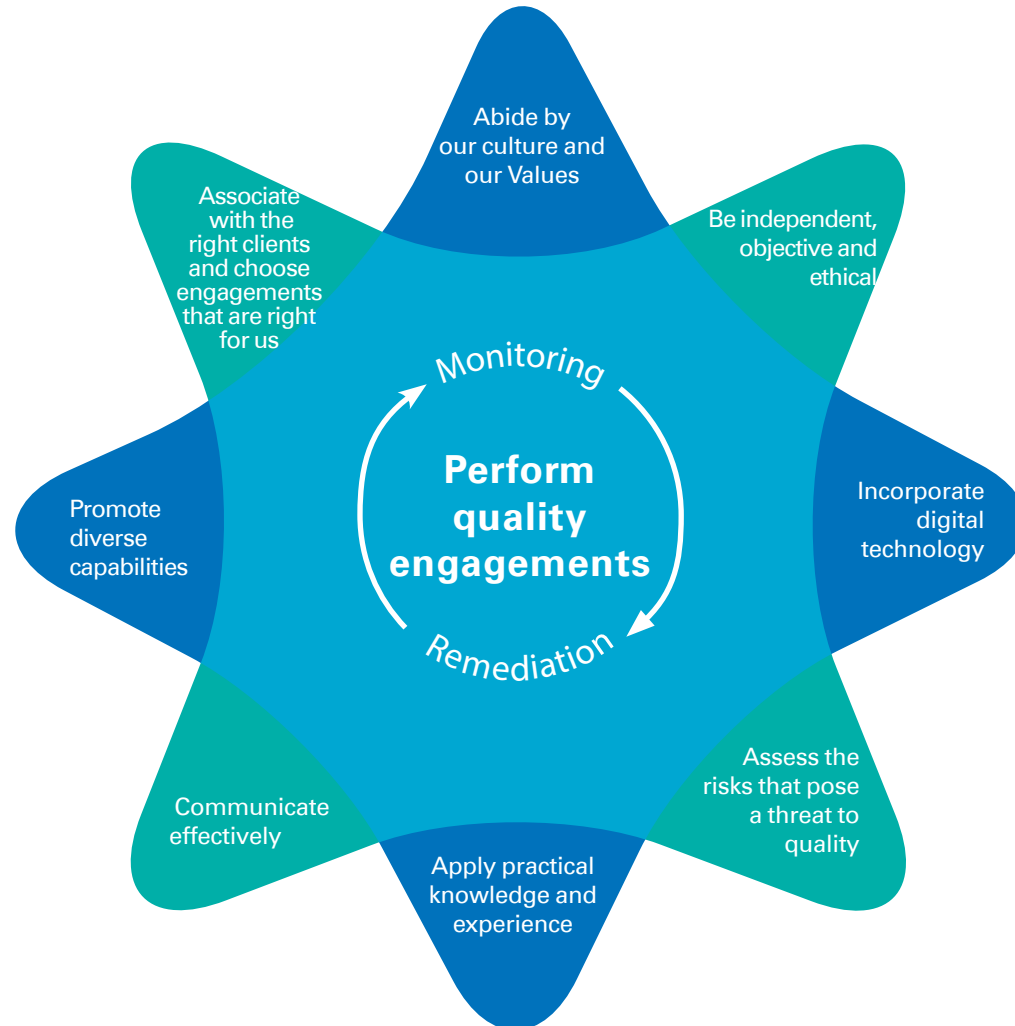 Abide by
our culture and
our Values
Be independent,
objective and
ethical
Incorporate
digital
technology
Assess the
risks that pose
a threat to
quality
Apply practical
knowledge and
experience
Communicate
effectively
Promote
diverse
capabilities
Associate
with the
right clients
and choose
engagements
that are right
for us
Monitoring
Perform
quality
engagements
Remediation